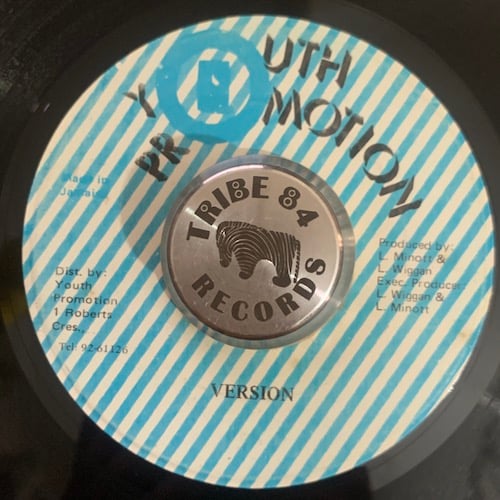 YOUTH
PROMOTION
Made in
Jamaica
TRIBE 84
RECORDS
Dist. by:
Youth
Promotion
1 Roberts
Cres.,
Tel: 92-61126
Produced by:
L. Minott &
L. Wiggan
Exec. Producer
L. Wiggan &
L. Minott
VERSION